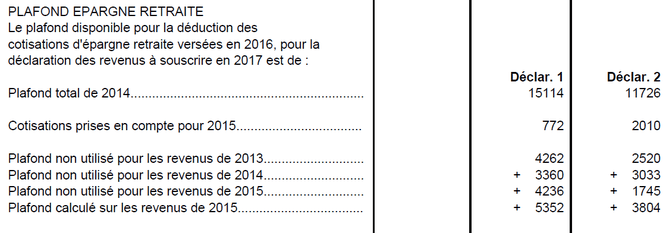 PLAFOND EPARGNE RETRAITE
Le plafond disponible pour la déduction des
cotisations d'épargne retraite versées en 2016, pour la
déclaration des revenus à souscrire en 2017 est de :
Déclar. 1 Déclar. 2
Plafond total de 2014................................................................ 15114 11726
Cotisations prises en compte pour 2015.................................. 772 2010
Plafond non utilisé pour les revenus de 2013........................... 4262 2520
Plafond non utilisé pour les revenus de 2014........................... + 3360 + 3033
Plafond non utilisé pour les revenus de 2015........................... + 4236 + 1745
Plafond calculé sur les revenus de 2015.................................. + 5352 + 3804